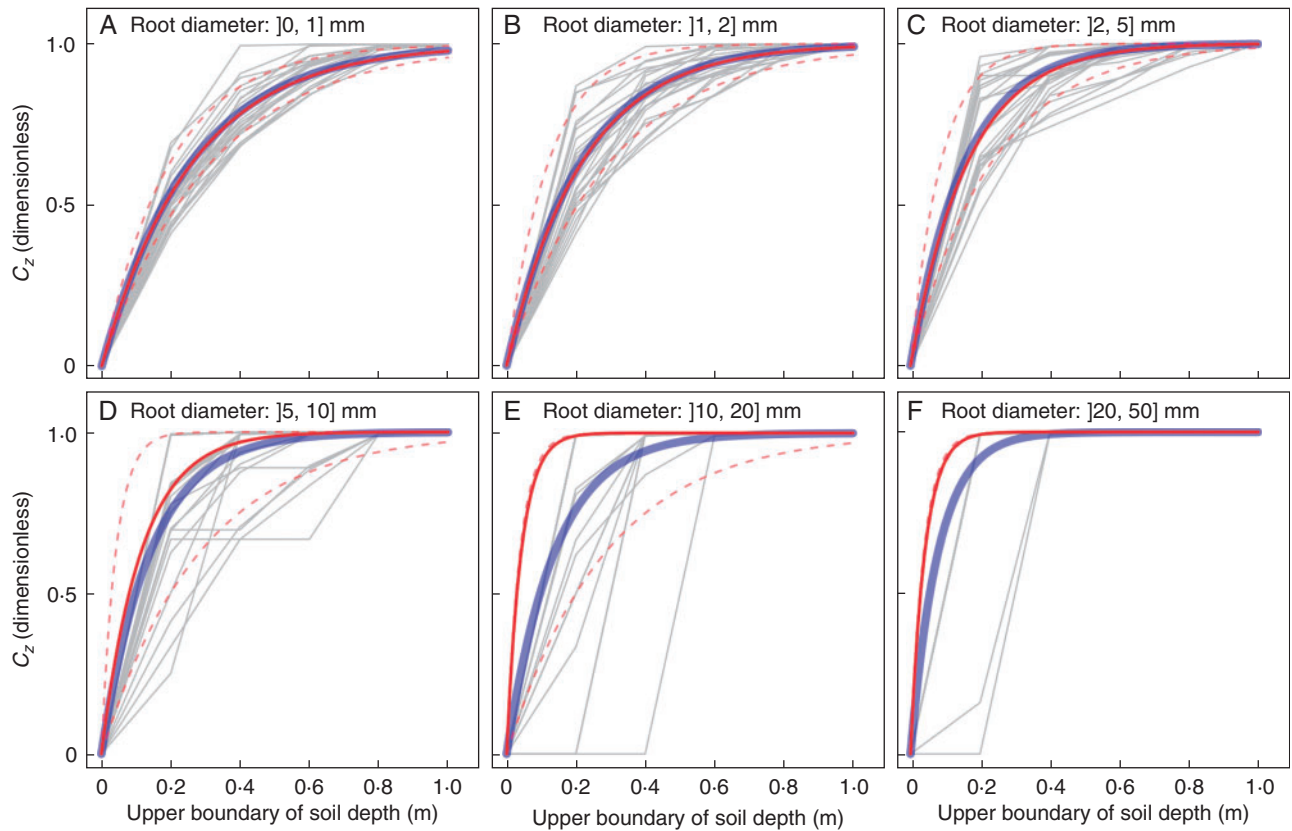 A Root diameter: ]0, 1] mm
B Root diameter: ]1, 2] mm
C Root diameter: ]2, 5] mm
1·0
0·5
0
Cz (dimensionless)
D Root diameter: ]5, 10] mm
E Root diameter: ]10, 20] mm
F Root diameter: ]20, 50] mm
1·0
0·5
0
Cz (dimensionless)
0 0·2 0·4 0·6 0·8 1·0
0 0·2 0·4 0·6 0·8 1·0
0 0·2 0·4 0·6 0·8 1·0
Upper boundary of soil depth (m)
Upper boundary of soil depth (m)
Upper boundary of soil depth (m)